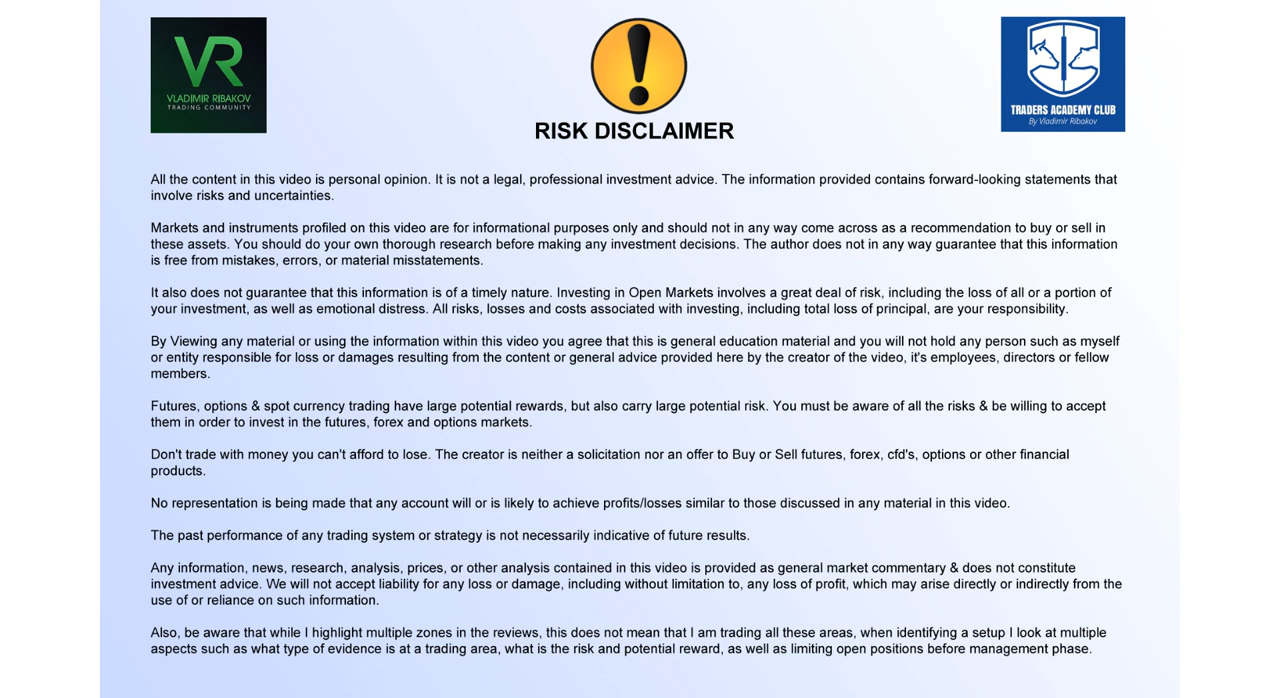 VR
VLADIMIR RIBAKOV
TRADING COMMUNITY
TRADERS ACADEMY CLUB
By Vladimir Ribakov
RISK DISCLAIMER
All the content in this video is personal opinion. It is not a legal, professional investment advice. The information provided contains forward-looking statements that
involve risks and uncertainties.
Markets and instruments profiled on this video are for informational purposes only and should not in any way come across as a recommendation to buy or sell in
these assets. You should do your own thorough research before making any investment decisions. The author does not in any way guarantee that this information
is free from mistakes, errors, or material misstatements.
It also does not guarantee that this information is of a timely nature. Investing in Open Markets involves a great deal of risk, including the loss of all or a portion of
your investment, as well as emotional distress. All risks, losses and costs associated with investing, including total loss of principal, are your responsibility.
By Viewing any material or using the information within this video you agree that this is general education material and you will not hold any person such as myself
or entity responsible for loss or damages resulting from the content or general advice provided here by the creator of the video, it's employees, directors or fellow
members.
Futures, options & spot currency trading have large potential rewards, but also carry large potential risk. You must be aware of all the risks & be willing to accept
them in order to invest in the futures, forex and options markets.
Don't trade with money you can't afford to lose. The creator is neither a solicitation nor an offer to Buy or Sell futures, forex, cfd's, options or other financial
products.
No representation is being made that any account will or is likely to achieve profits/losses similar to those discussed in any material in this video.
The past performance of any trading system or strategy is not necessarily indicative of future results.
Any information, news, research, analysis, prices, or other analysis contained in this video is provided as general market commentary & does not constitute
investment advice. We will not accept liability for any loss or damage, including without limitation to, any loss of profit, which may arise directly or indirectly from the
use of or reliance on such information.
Also, be aware that while I highlight multiple zones in the reviews, this does not mean that I am trading all these areas, when identifying a setup I look at multiple
aspects such as what type of evidence is at a trading area, what is the risk and potential reward, as well as limiting open positions before management phase.